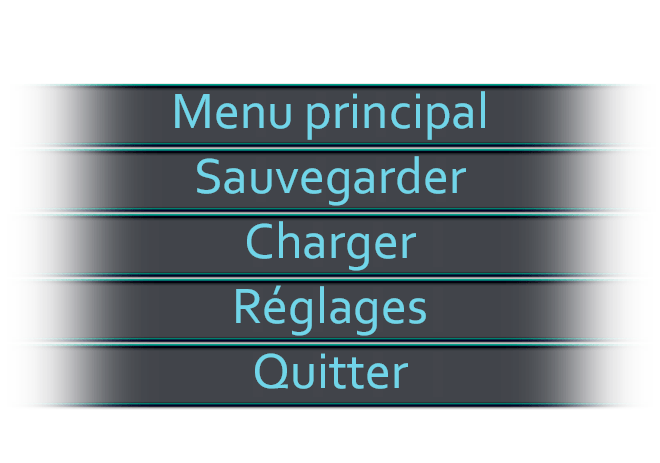 Menu principal
Sauvegarder
Charger
Réglages
Quitter